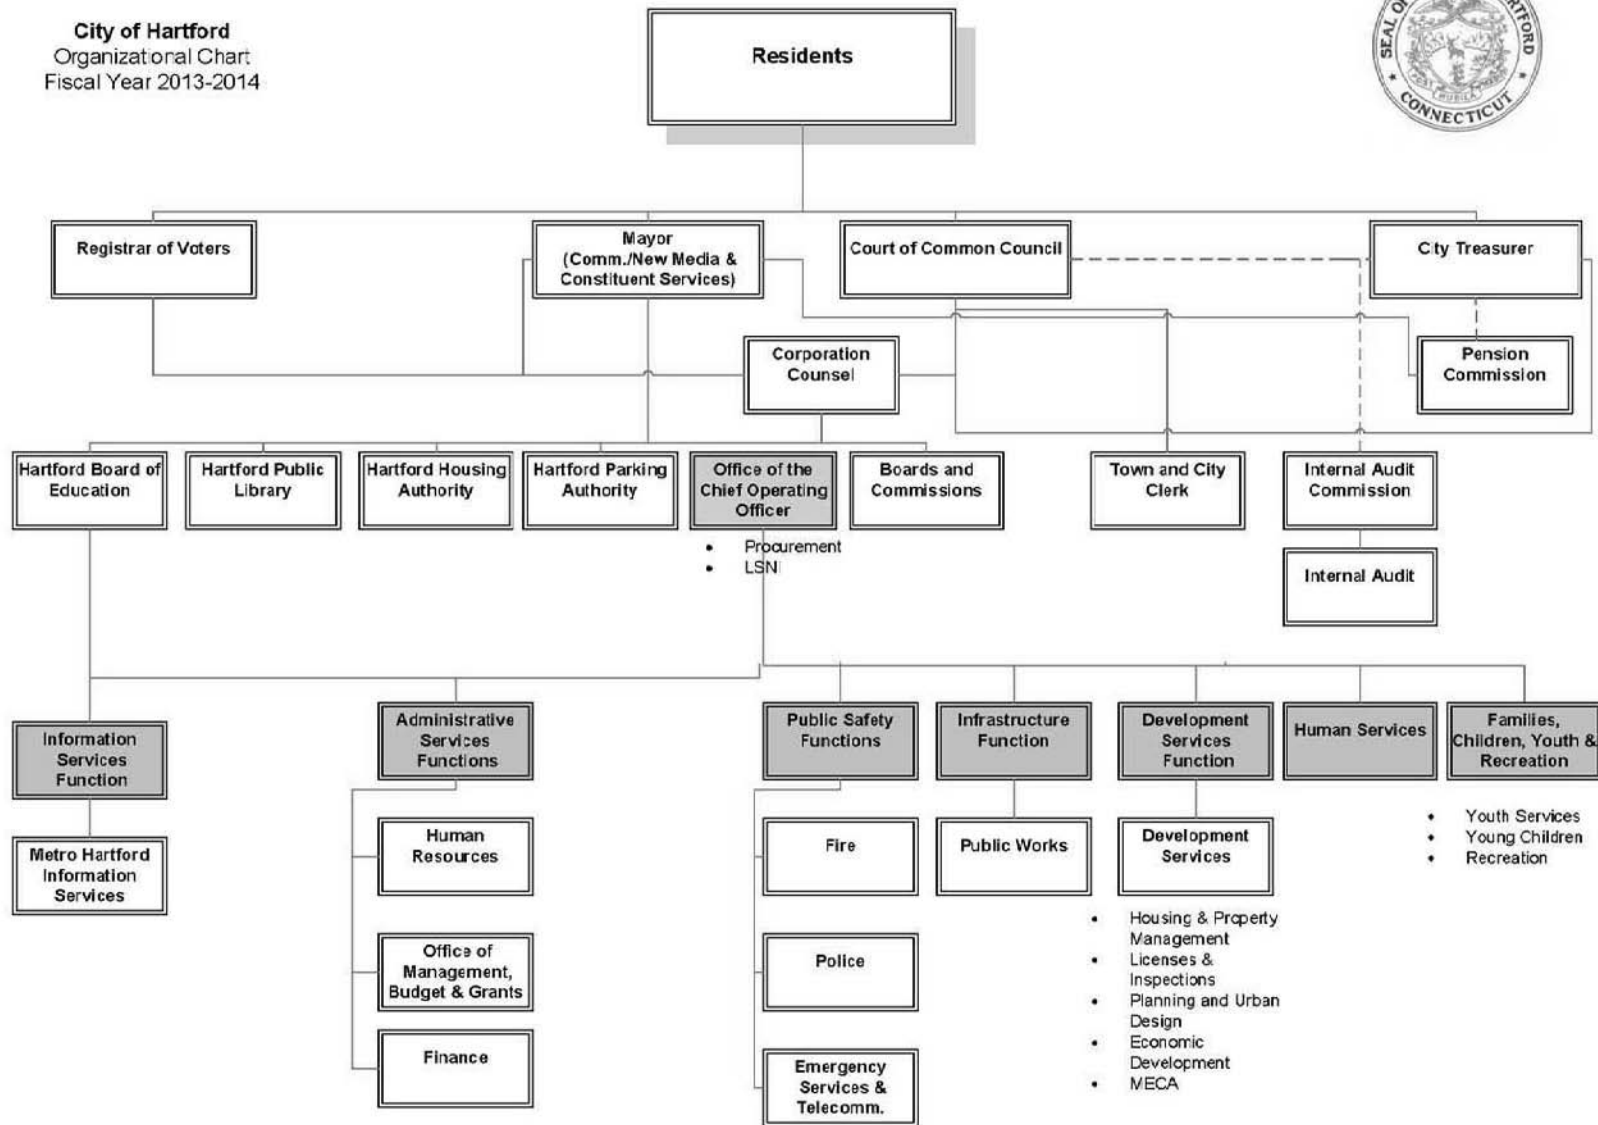 City of Hartford
Organizational Chart
Fiscal Year 2013-2014
Residents
SEAL OF
RTFORD
CONNECTICUT
Registrar of Voters
Mayor
(Comm./New Media &
Constituent Services)
Court of Common Council
City Treasurer
Corporation
Counsel
Pension
Commission
Hartford Board of
Education
Hartford Public
Library
Hartford Housing
Authority
Hartford Parking
Authority
Office of the
Chief Operating
Officer
Boards and
Commissions
Town and City
Clerk
Internal Audit
Commission
• Procurement
• LSNI
Internal Audit
Information
Services
Function
Administrative
Services
Functions
Public Safety
Functions
Infrastructure
Function
Development
Services
Function
Human Services
Families,
Children, Youth &
Recreation
Metro Hartford
Information
Services
Human
Resources
Fire
Public Works
Development
Services
• Youth Services
• Young Children
• Recreation
Office of
Management,
Budget & Grants
Police
• Housing & Property
Management
• Licenses &
Inspections
• Planning and Urban
Design
• Economic
Development
• MECA
Finance
Emergency
Services &
Telecomm.